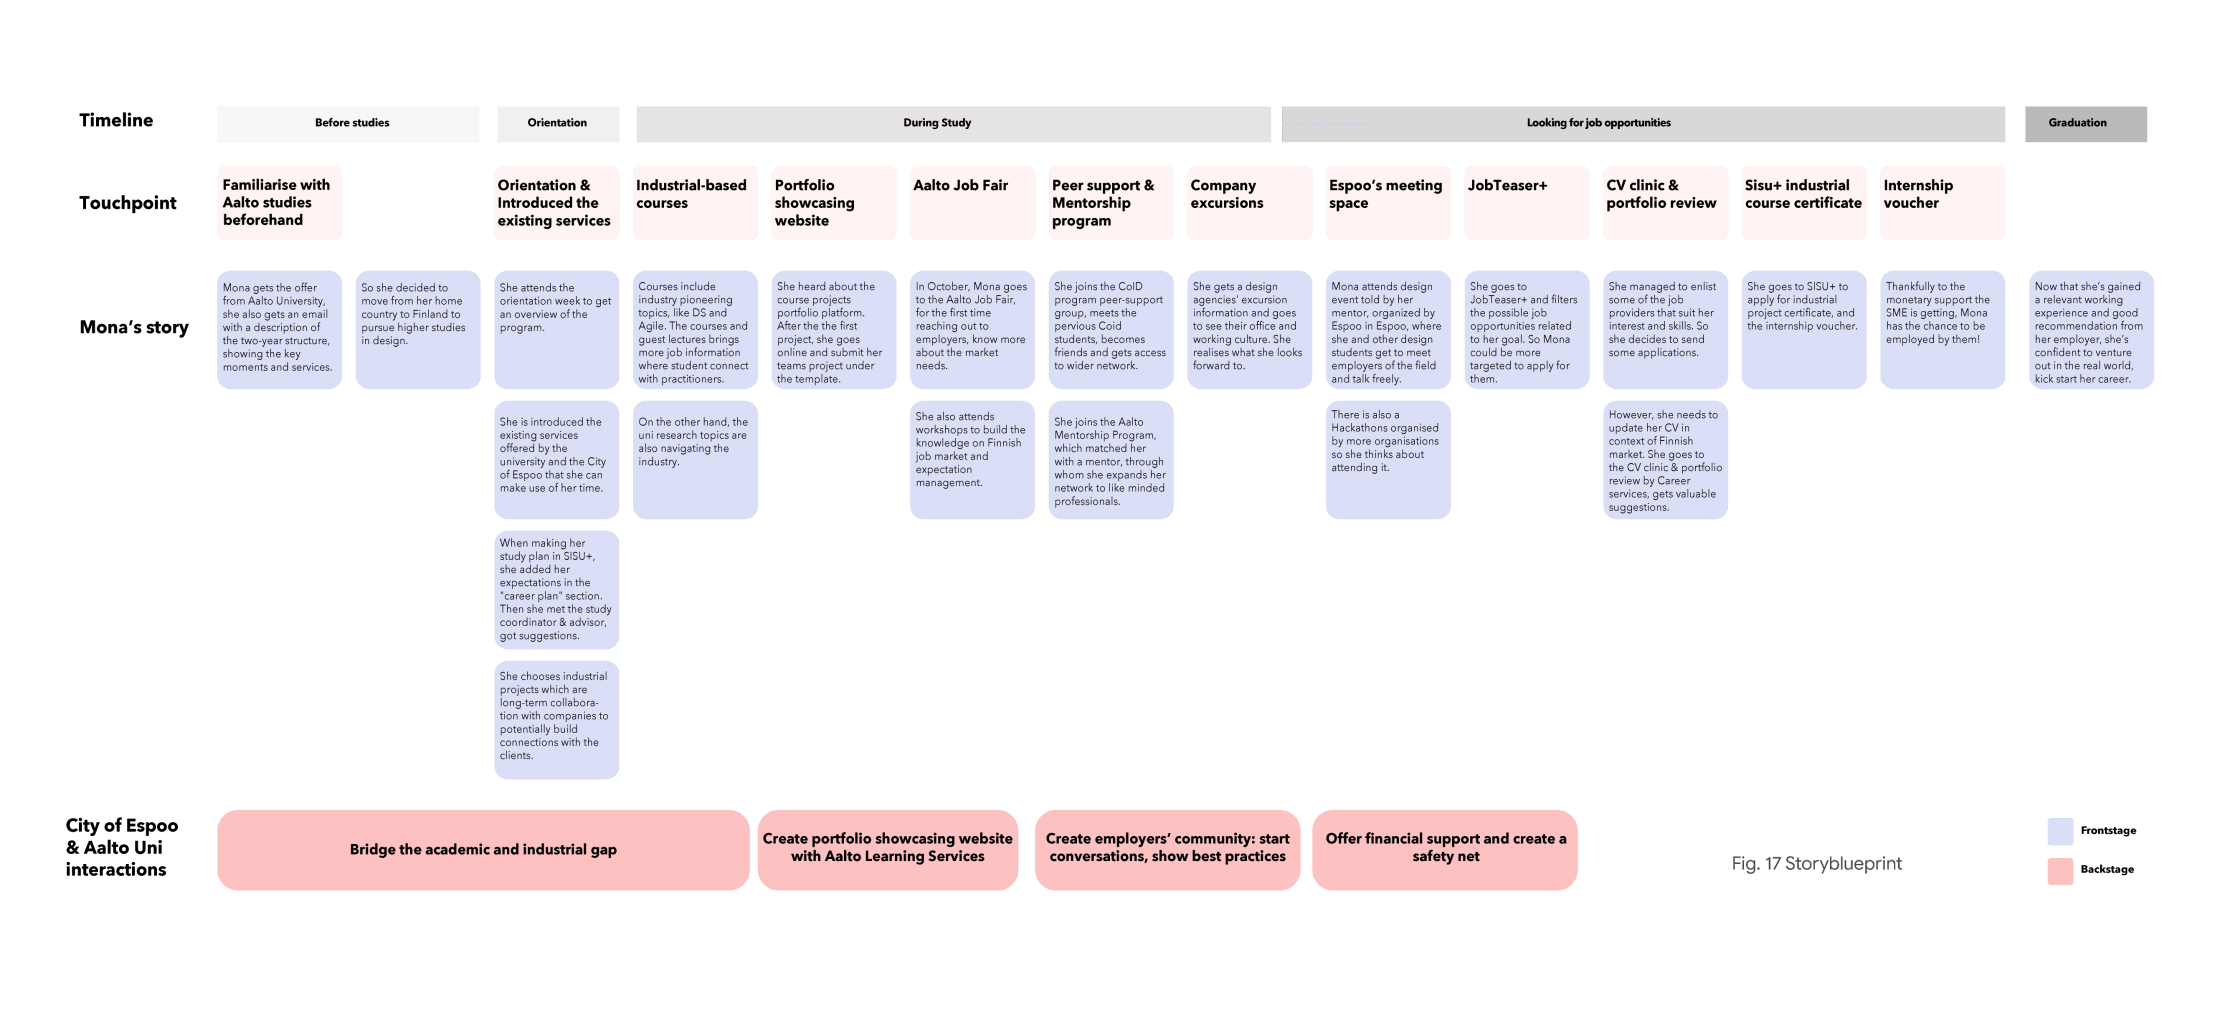 Timeline
Before studies
Orientation
During Study
Looking for job opportunities
Graduation
Touchpoint
Familiarise with
Aalto studies
beforehand
Orientation &
Introduced the
existing services
Industrial-based
courses
Portfolio
showcasing
website
Aalto Job Fair
Peer support &
Mentorship
program
Company
excursions
Espoo's meeting
space
JobTeaser+
CV clinic &
portfolio review
Sisu+ industrial
course certificate
Internship
voucher
Mona's story
Mona gets the offer
from Aalto University,
she also gets an email
with a description of
the two-year structure,
showing the key
moments and services.
So she decided to
move from her home
country to Finland to
pursue higher studies
in design.
She attends the
orientation week to get
an overview of the
program.
Courses include
industry pioneering
topics, like DS and
Agile. The courses and
guest lectures brings
more job information
where student connect
with practitioners.
She heard about the
course projects
portfolio platform.
After the the first
project, she goes
online and submit her
teams project under
the template.
In October, Mona goes
to the Aalto Job Fair,
for the first time
reaching out to
employers, know more
about the market
needs.
She joins the CoID
program peer-support
group, meets the
pervious Coid
students, becomes
friends and gets access
to wider network.
She gets a design
agencies' excursion
information and goes
to see their office and
working culture. She
realises what she looks
forward to.
Mona attends design
event told by her
mentor, organized by
Espoo in Espoo, where
she and other design
students get to meet
employers of the field
and talk freely.
She goes to
JobTeaser+ and filters
the possible job
opportunities related
to her goal. So Mona
could be more
targeted to apply for
them.
She managed to enlist
some of the job
providers that suit her
interest and skills. So
she decides to send
some applications.
She goes to SISU+ to
apply for industrial
project certificate, and
the internship voucher.
Thankfully to the
monetary support the
SME is getting, Mona
has the chance to be
employed by them!
Now that she's gained
a relevant working
experience and good
recommendation from
her employer, she's
confident to venture
out in the real world,
kick start her career.
She is introduced the
existing services
offered by the
university and the City
of Espoo that she can
make use of her time.
On the other hand, the
uni research topics are
also navigating the
industry.
She also attends
workshops to build the
knowledge on Finnish
job market and
expectation
management.
She joins the Aalto
Mentorship Program,
which matched her
with a mentor, through
whom she expands her
network to like minded
professionals.
There is also a
Hackathons organised
by more organisations
so she thinks about
attending it.
However, she needs to
update her CV in
context of Finnish
market. She goes to
the CV clinic & portfolio
review by Career
services, gets valuable
suggestions.
When making her
study plan in SISU+,
she added her
expectations in the
"career plan" section.
Then she met the study
coordinator & advisor,
got suggestions.
She chooses industrial
projects which are
long-term collabora-
tion with companies to
potentially build
connections with the
clients.
City of Espoo
& Aalto Uni
interactions
Bridge the academic and industrial gap
Create portfolio showcasing website
with Aalto Learning Services
Create employers' community: start
conversations, show best practices
Offer financial support and create a
safety net
Fig. 17 Storyblueprint
Frontstage
Backstage